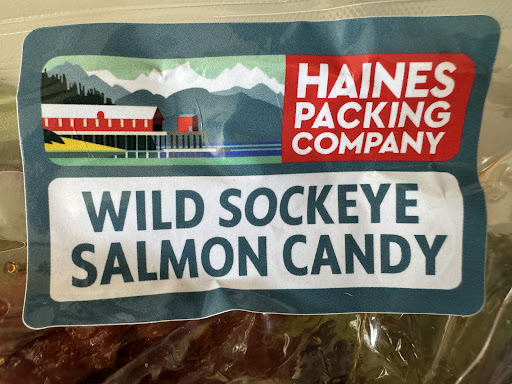 HAINES
PACKING
COMPANY
WILD SOCKEYE
SALMON CANDY